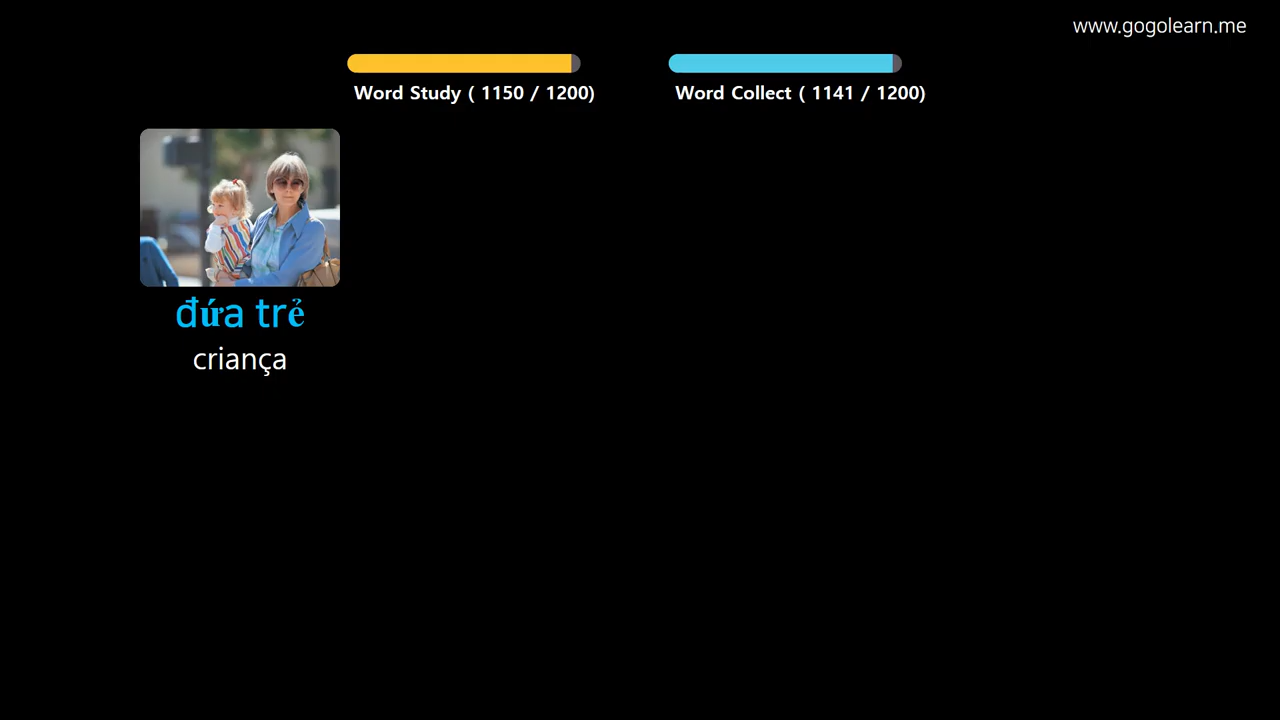 www.gogolearn.me
Word Study ( 1150 / 1200)
Word Collect ( 1141 / 1200)
đứa trẻ
criança